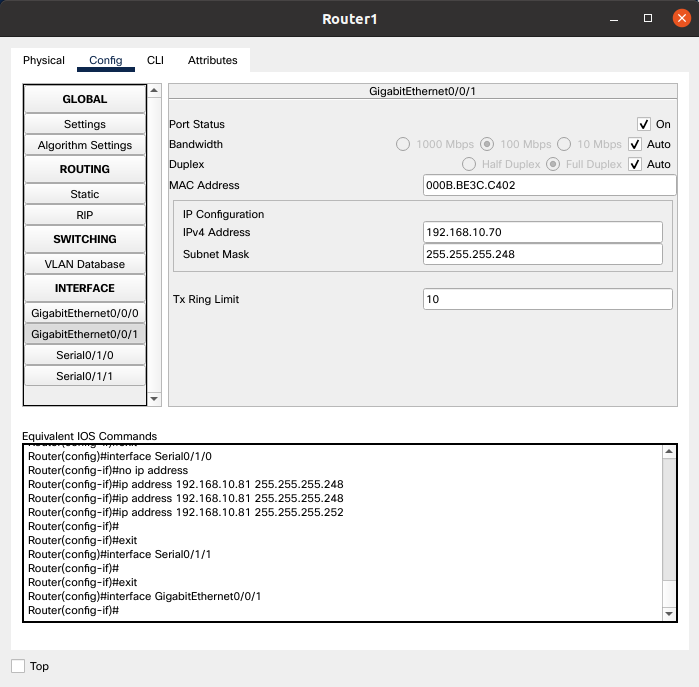 Router1
Physical Config CLI Attributes
GLOBAL
Settings
Algorithm Settings
ROUTING
Static
RIP
SWITCHING
VLAN Database
INTERFACE
GigabitEthernet0/0/0
GigabitEthernet0/0/1
Serial0/1/0
Serial0/1/1
GigabitEthernet0/0/1
Port Status On
Bandwidth 1000 Mbps 100 Mbps 10 Mbps Auto
Duplex Half Duplex Full Duplex Auto
MAC Address 000B.BE3C.C402
IP Configuration
IPv4 Address 192.168.10.70
Subnet Mask 255.255.255.248
Tx Ring Limit 10
Equivalent IOS Commands
Router(config-if)#exit
Router(config)#interface Serial0/1/0
Router(config-if)#no ip address
Router(config-if)#ip address 192.168.10.81 255.255.255.248
Router(config-if)#ip address 192.168.10.81 255.255.255.248
Router(config-if)#ip address 192.168.10.81 255.255.255.252
Router(config-if)#
Router(config-if)#exit
Router(config)#interface Serial0/1/1
Router(config-if)#
Router(config-if)#exit
Router(config)#interface GigabitEthernet0/0/1
Router(config-if)#
Top